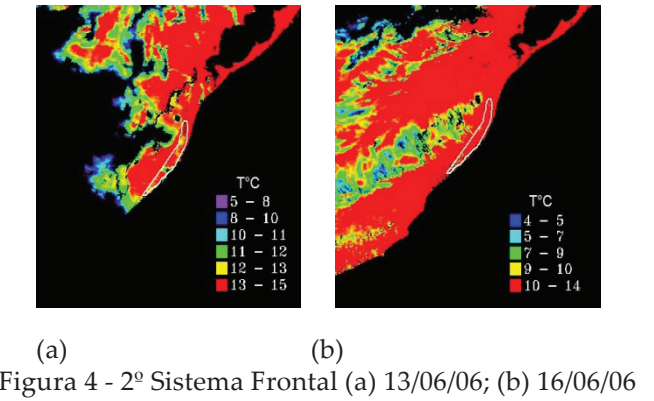 T°C
5 – 8
8 – 10
10 – 11
11 – 12
12 – 13
13 – 15
T°C
4 – 5
5 – 7
7 – 9
9 – 10
10 – 14
(a) (b)
Figura 4 - 2º Sistema Frontal (a) 13/06/06; (b) 16/06/06